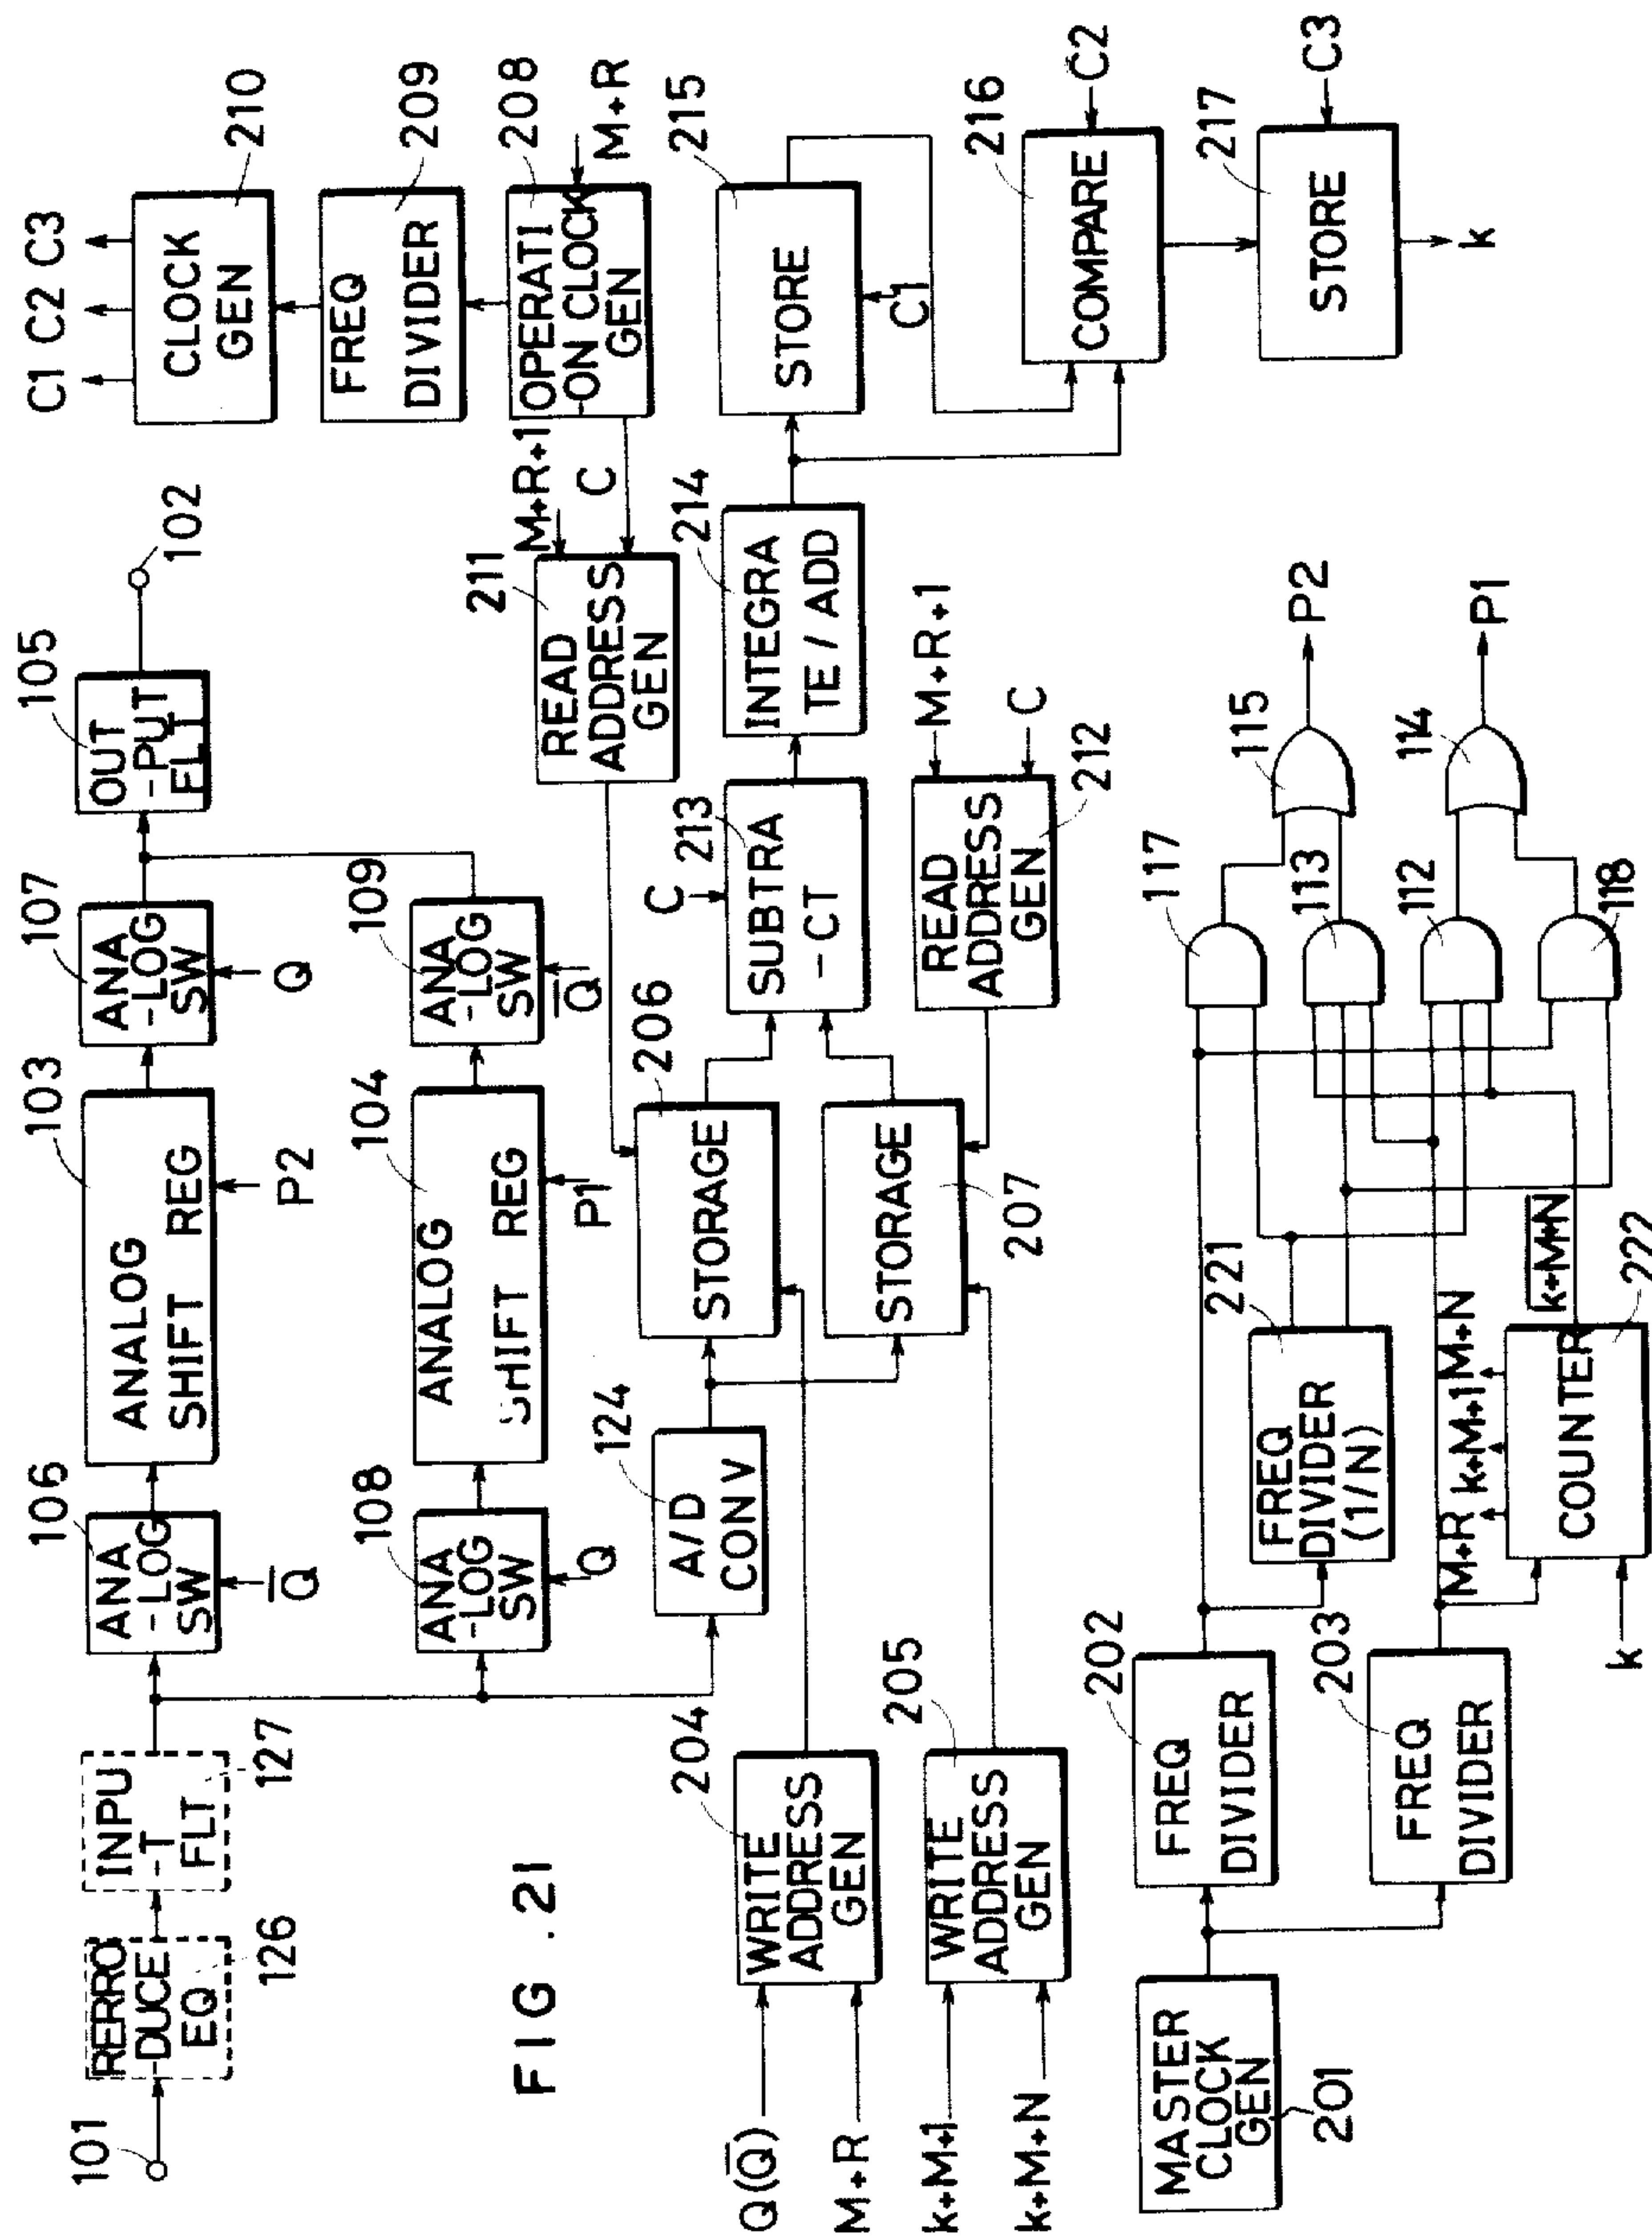 FIG. 21
101
RERRO
-DUCE
EQ
126
INPU
-T
FLT
127
ANA
-LOG
SW
106
Q̅
ANALOG
SHIFT REG
103
P2
ANA
-LOG
SW
107
Q
OUT
-PUT
FLT
105
102
ANA
-LOG
SW
108
Q
ANALOG
SHIFT REG
104
P1
ANA
-LOG
SW
109
Q̅
A/D
CONV
124
STORAGE
206
STORAGE
207
Q(Q̅)
M+R
WRITE
ADDRESS
GEN
204
k+M+1
k+M+N
WRITE
ADDRESS
GEN
205
READ
ADDRESS
GEN
211
M+R+1
C
READ
ADDRESS
GEN
212
M+R+1
C
SUBTRA
-CT
213
C
INTEGRA
TE / ADD
214
STORE
215
C1
COMPARE
216
C2
STORE
217
C3
k
C1 C2 C3
CLOCK
GEN
210
FREQ
DIVIDER
209
OPERATI
-ON CLOCK
GEN
208
M+R
MASTER
CLOCK
GEN
201
FREQ
DIVIDER
202
FREQ
DIVIDER
203
FREQ
DIVIDER
(1/N)
221
M+R k+M+1 M+N
k+M+N
COUNTER
222
k
117
113
112
118
115
114
P2
P1